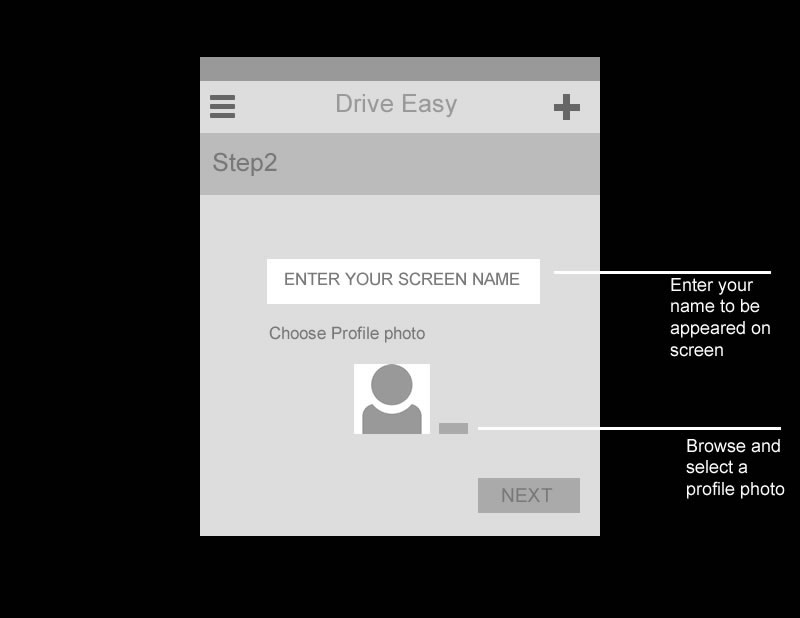 Drive Easy
Step2
ENTER YOUR SCREEN NAME
Enter your
name to be
appeared on
screen
Choose Profile photo
Browse and
select a
profile photo
NEXT